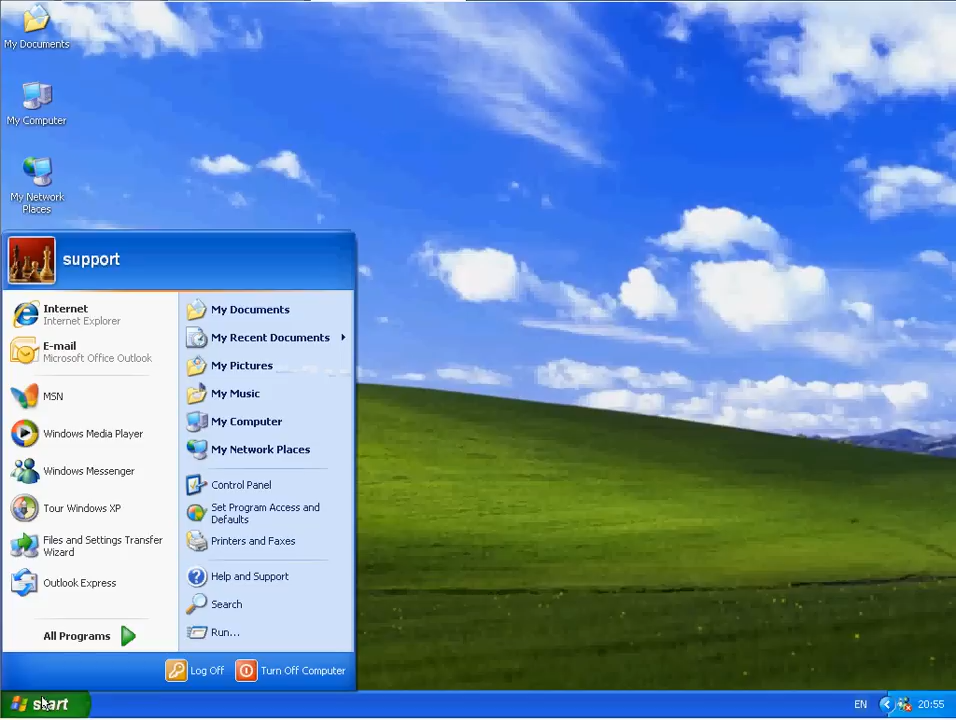 My Documents
My Computer
My Network
Places
support
Internet
Internet Explorer
E-mail
Microsoft Office Outlook
MSN
Windows Media Player
Windows Messenger
Tour Windows XP
Files and Settings Transfer
Wizard
Outlook Express
All Programs
My Documents
My Recent Documents
My Pictures
My Music
My Computer
My Network Places
Control Panel
Set Program Access and
Defaults
Printers and Faxes
Help and Support
Search
Run...
Log Off
Turn Off Computer
start
EN
20:55